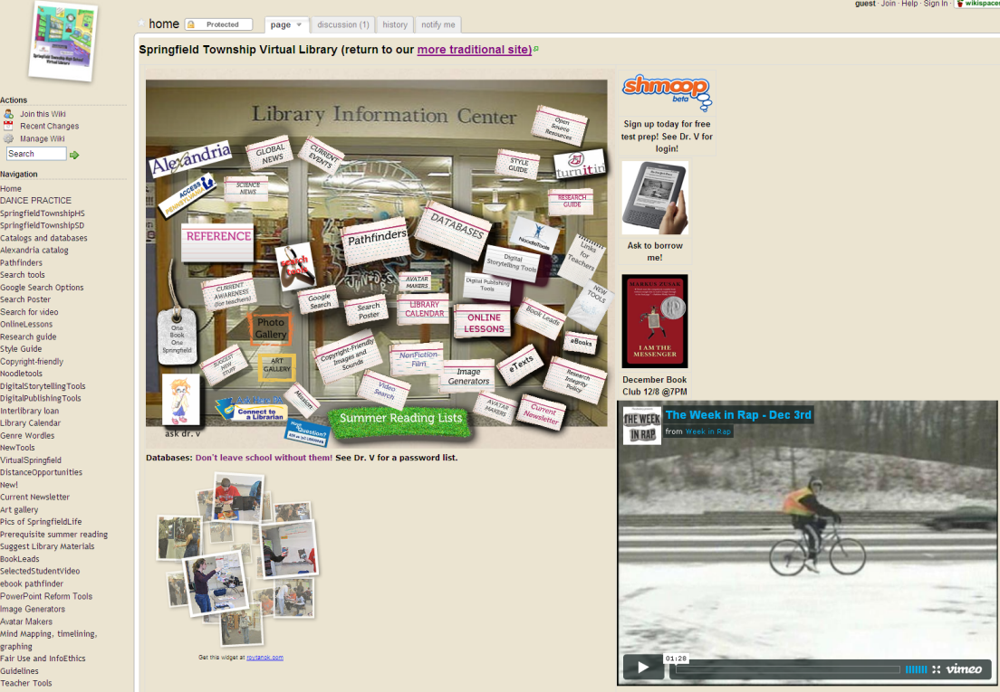 guest · Join · Help · Sign In ·
wikispaces
home
Protected
page
discussion (1)
history
notify me
Springfield Township Virtual Library (return to our more traditional site)
Springfield Township High School
Virtual Library
Actions
Join this Wiki
Recent Changes
Manage Wiki
Search
Navigation
Home
DANCE PRACTICE
SpringfieldTownshipHS
SpringfieldTownshipSD
Catalogs and databases
Alexandria catalog
Pathfinders
Search tools
Google Search Options
Search Poster
Search for video
OnlineLessons
Research guide
Style Guide
Copyright-friendly
Noodletools
DigitalStorytellingTools
DigitalPublishingTools
Interlibrary loan
Library Calendar
Genre Wordles
NewTools
VirtualSpringfield
DistanceOpportunities
New!
Current Newsletter
Art gallery
Pics of SpringfieldLife
Prerequisite summer reading
Suggest Library Materials
BookLeads
SelectedStudentVideo
ebook pathfinder
PowerPoint Reform Tools
Image Generators
Avatar Makers
Mind Mapping, timelining,
graphing
Fair Use and InfoEthics
Guidelines
Teacher Tools
Library Information Center
Open
Source
Resources
Alexandria
GLOBAL
NEWS
CURRENT
EVENTS
STYLE
GUIDE
turnitin
ACCESS
PENNSYLVANIA
SCIENCE
NEWS
RESEARCH
GUIDE
REFERENCE
search
tools
Pathfinders
DATABASES
NoodleTools
Links
for
Teachers
Digital
Storytelling Tools
AVATAR
MAKERS
Digital Publishing
Tools
NEW
TOOLS
CURRENT
AWARENESS
(for teachers)
Google
Search
Search
Poster
LIBRARY
CALENDAR
ONLINE
LESSONS
Book Leads
One
Book
One
Springfield
Photo
Gallery
eBooks
SUGGEST
NEW
STUFF
ART
GALLERY
Copyright-Friendly
Images and
Sounds
NonFiction
Film
Image
Generators
eTexts
Research
Integrity
Policy
Video
Search
Mission
Connect to
a Librarian
AVATAR
MAKERS
Current
Newsletter
Have a
Question?
Summer Reading Lists
ask dr. v
Databases: Don't leave school without them! See Dr. V for a password list.
Get this widget at roytanck.com
shmoop
beta
Sign up today for free
test prep! See Dr. V for
login!
Ask to borrow
me!
MARKUS ZUSAK
I AM THE
MESSENGER
December Book
Club 12/8 @7PM
THE WEEK
IN RAP
The Week in Rap - Dec 3rd
from Week in Rap
01:28
vimeo